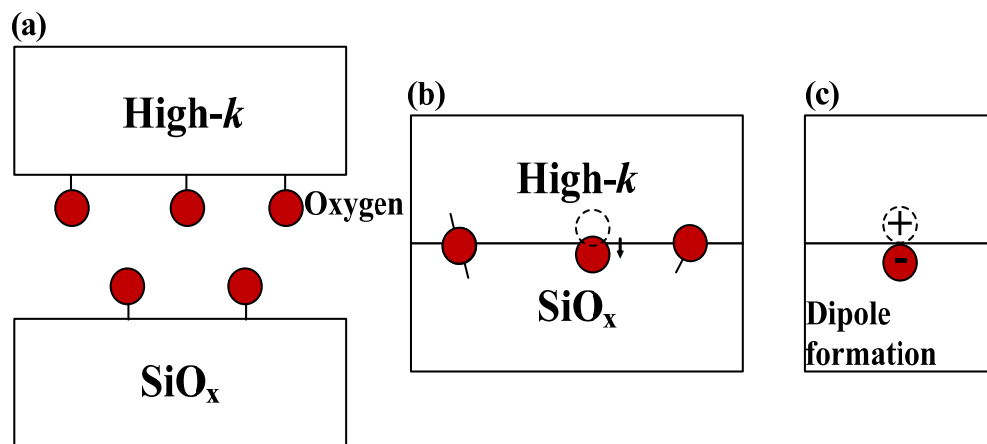 (a)
High-k
Oxygen
SiOx
(b)
High-k
SiOx
(c)
+
-
Dipole
formation